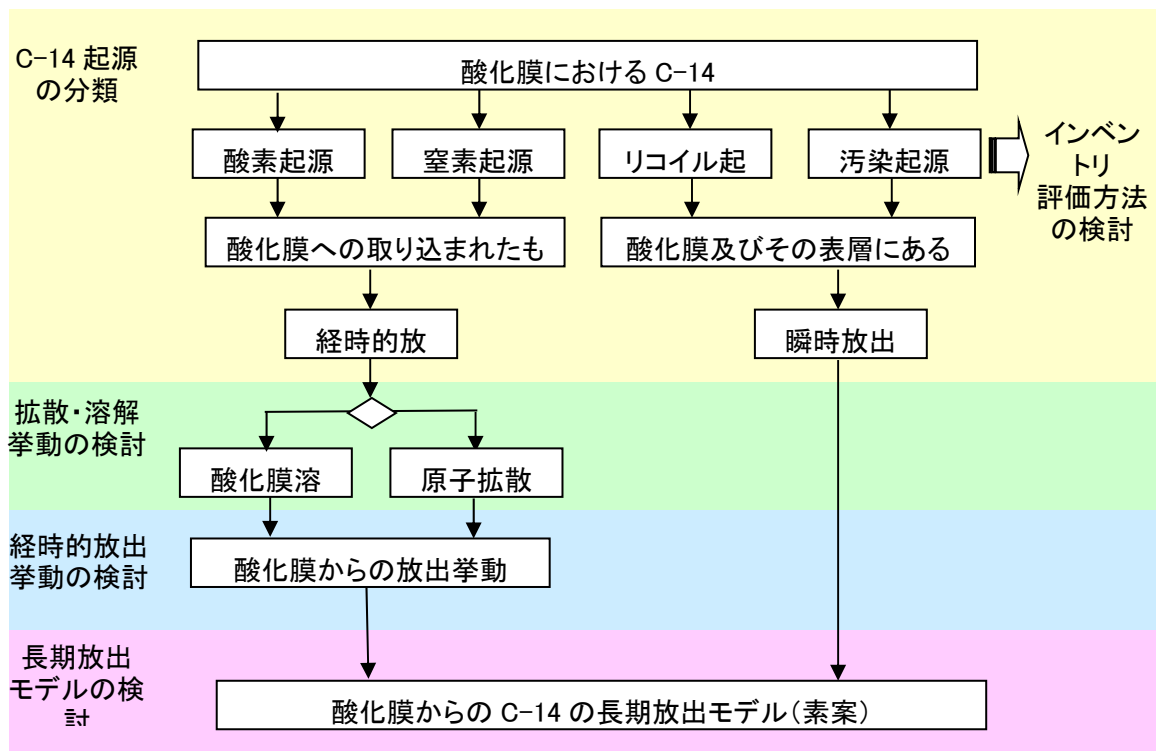 C-14 起源
の分類
酸化膜における C-14
酸素起源
窒素起源
リコイル起
汚染起源
インベン
トリ
評価方法
の検討
酸化膜への取り込まれたも
酸化膜及びその表層にある
経時的放
瞬時放出
拡散・溶解
挙動の検討
酸化膜溶
原子拡散
経時的放出
挙動の検討
酸化膜からの放出挙動
長期放出
モデルの検
討
酸化膜からの C-14 の長期放出モデル(素案)